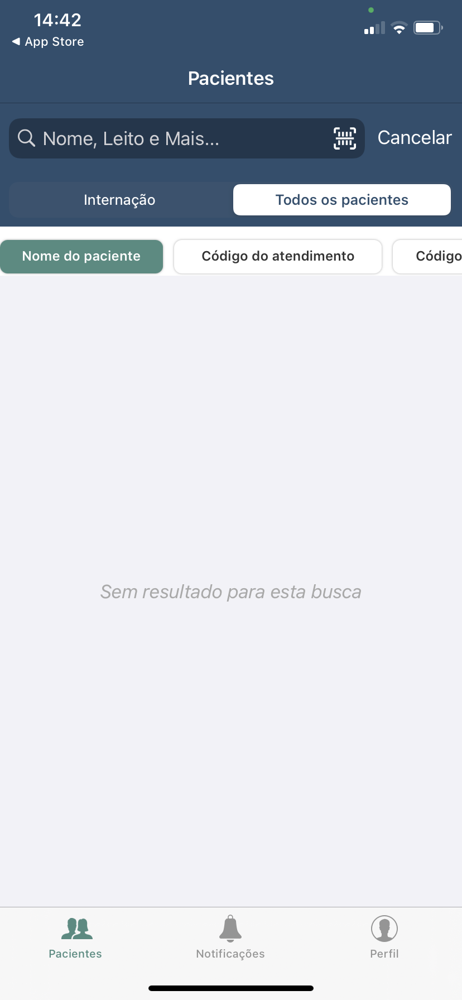 14:42
◀ App Store
Pacientes
Nome, Leito e Mais...
Cancelar
Internação
Todos os pacientes
Nome do paciente
Código do atendimento
Código
Sem resultado para esta busca
Pacientes
Notificações
Perfil